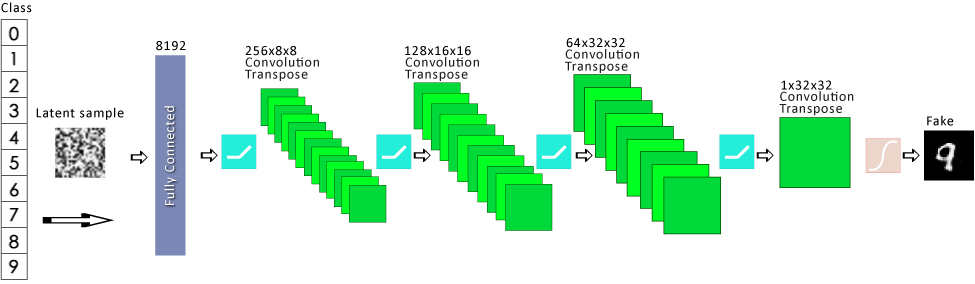 Class
0
1
2
3
4
5
6
7
8
9
Latent sample
8192
Fully Connected
256x8x8
Convolution
Transpose
128x16x16
Convolution
Transpose
64x32x32
Convolution
Transpose
1x32x32
Convolution
Transpose
Fake
9